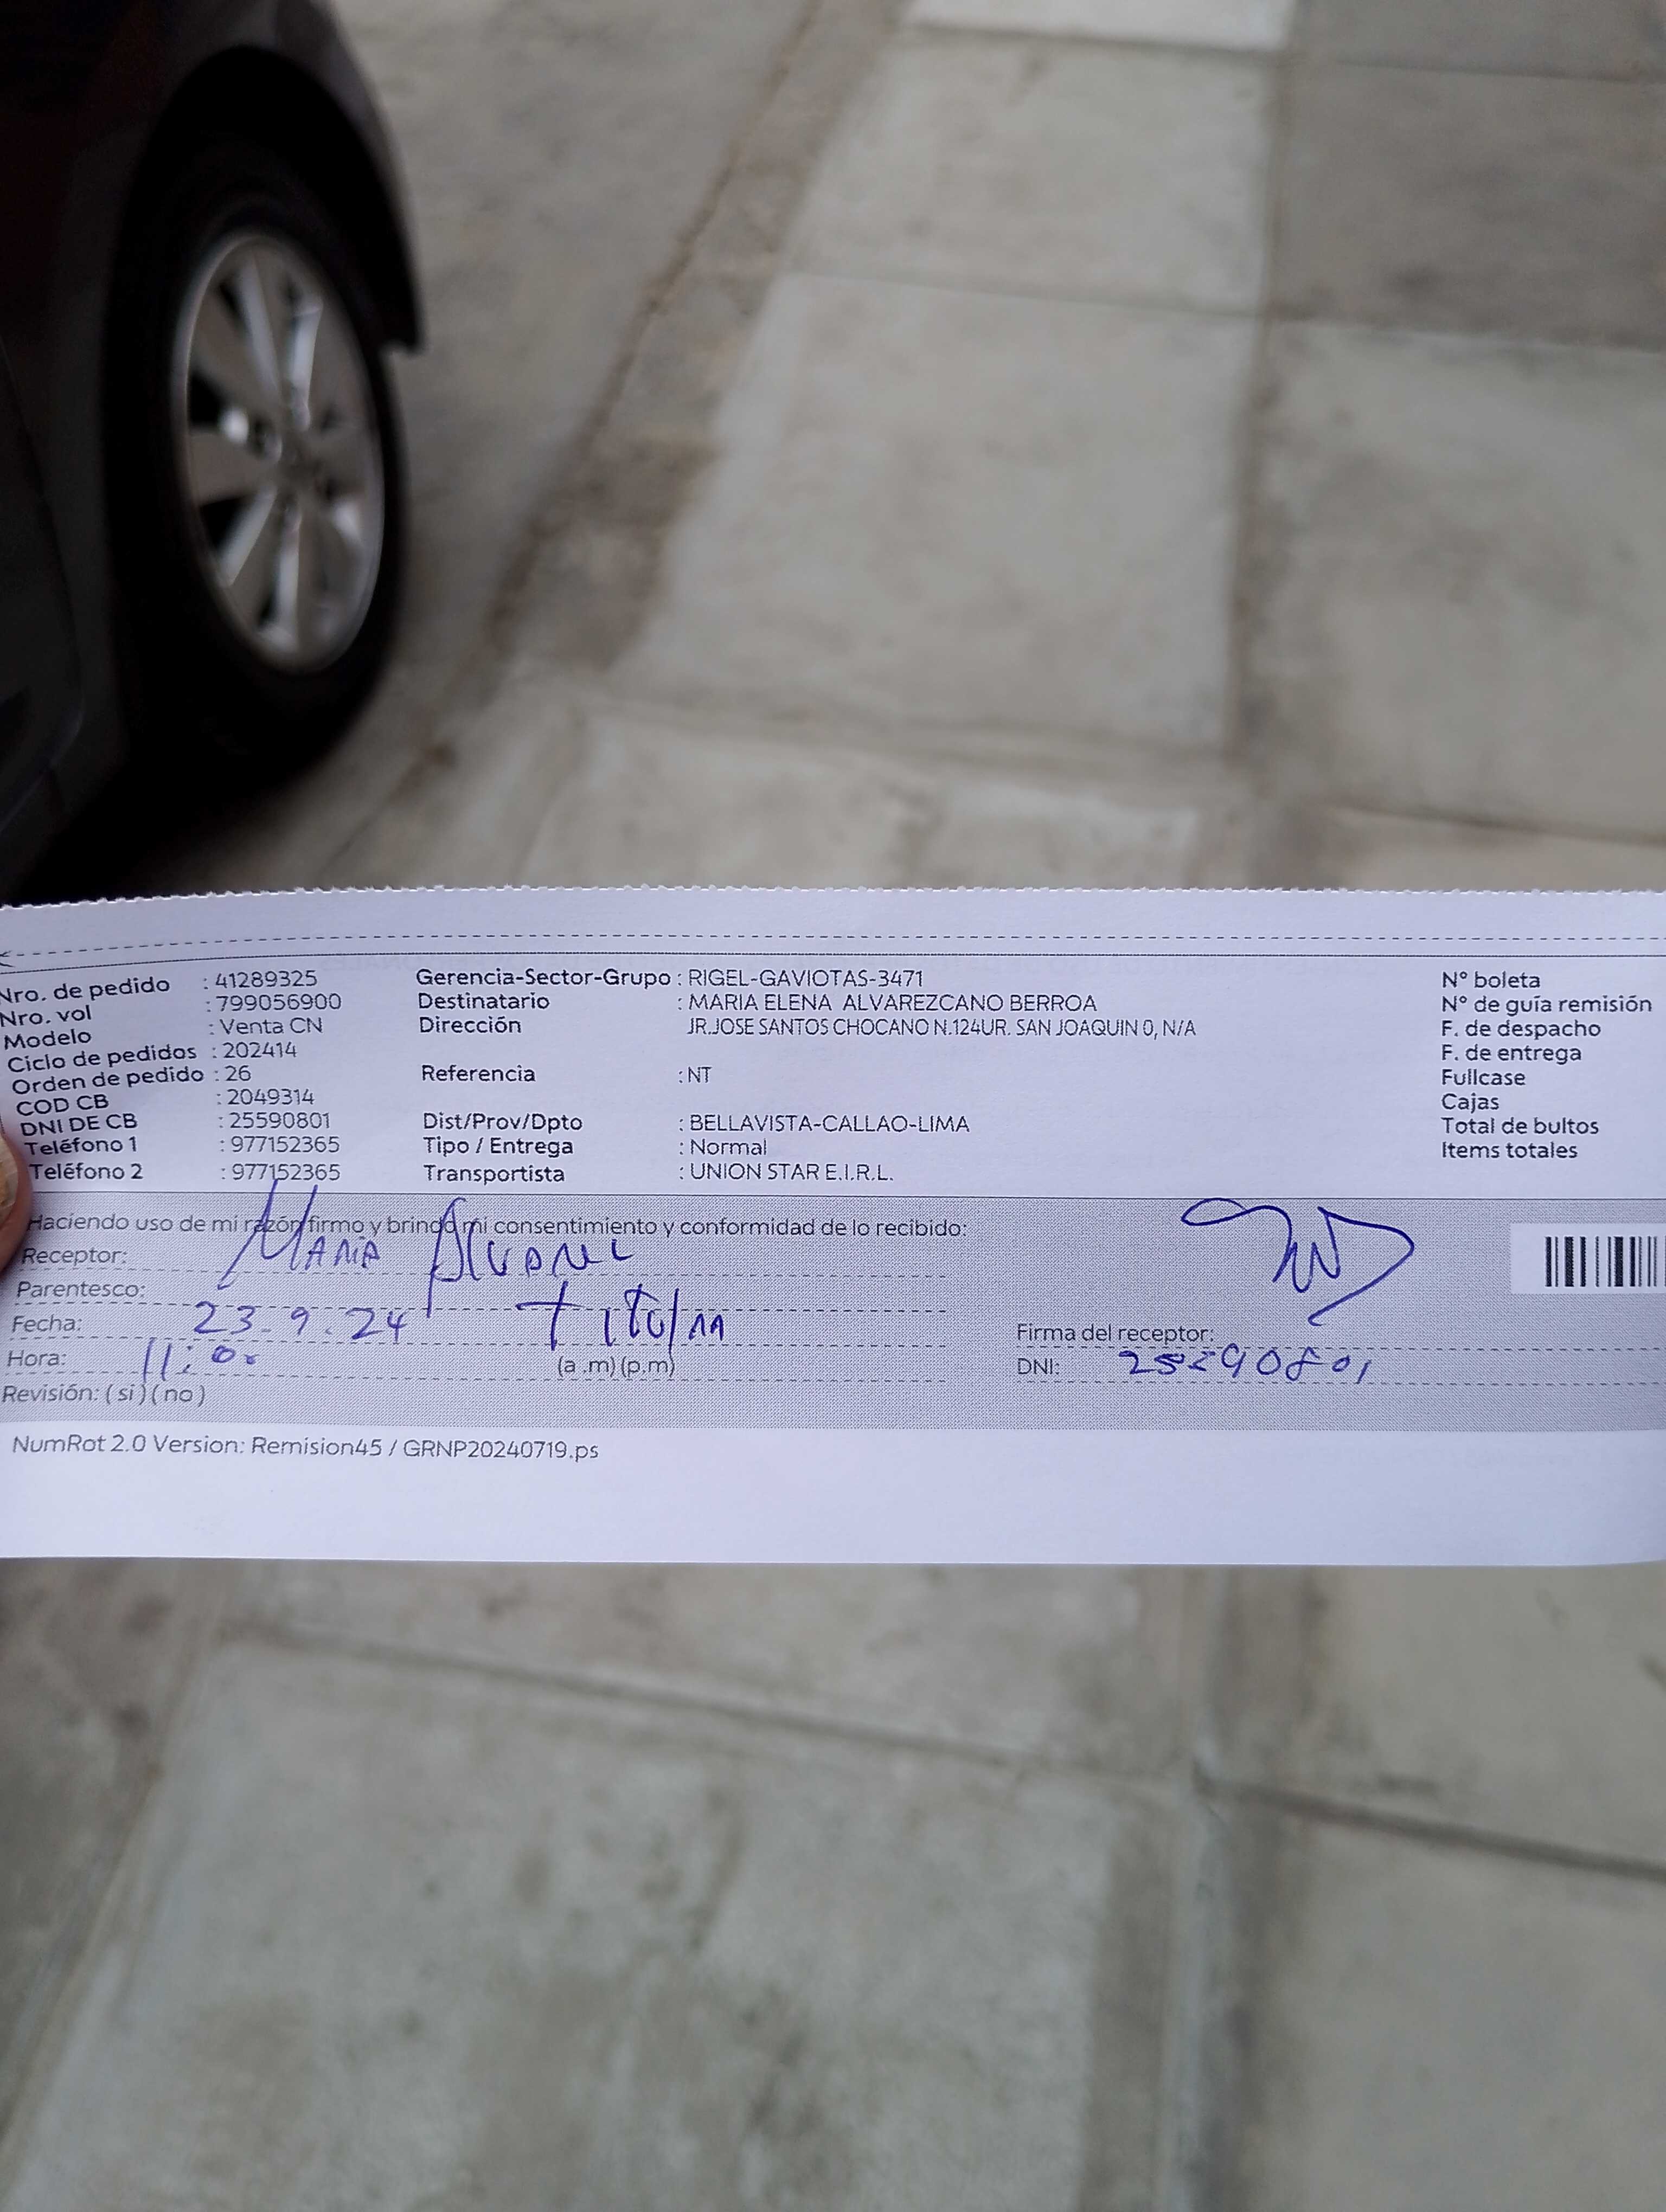 Nro. de pedido : 41289325 Gerencia-Sector-Grupo : RIGEL-GAVIOTAS-3471 N° boleta
Nro. vol : 799056900 Destinatario : MARIA ELENA ALVAREZCANO BERROA N° de guía remisión
Modelo : Venta CN Dirección JR.JOSE SANTOS CHOCANO N.124UR. SAN JOAQUIN 0, N/A F. de despacho
Ciclo de pedidos : 202414 F. de entrega
Orden de pedido : 26 Referencia : NT Fullcase
COD CB : 2049314 Cajas
DNI DE CB : 25590801 Dist/Prov/Dpto : BELLAVISTA-CALLAO-LIMA Total de bultos
Teléfono 1 : 977152365 Tipo / Entrega : Normal Items totales
Teléfono 2 : 977152365 Transportista : UNION STAR E.I.R.L.
Haciendo uso de mi razón firmo y brindo mi consentimiento y conformidad de lo recibido:
Receptor: MARIA Alvarez
Parentesco: titular
Fecha: 23.9.24 Firma del receptor:
Hora: 11:00 (a.m) (p.m) DNI: 25590801
Revisión: (si) (no)
NumRot 2.0 Version: Remision45 / GRNP20240719.ps